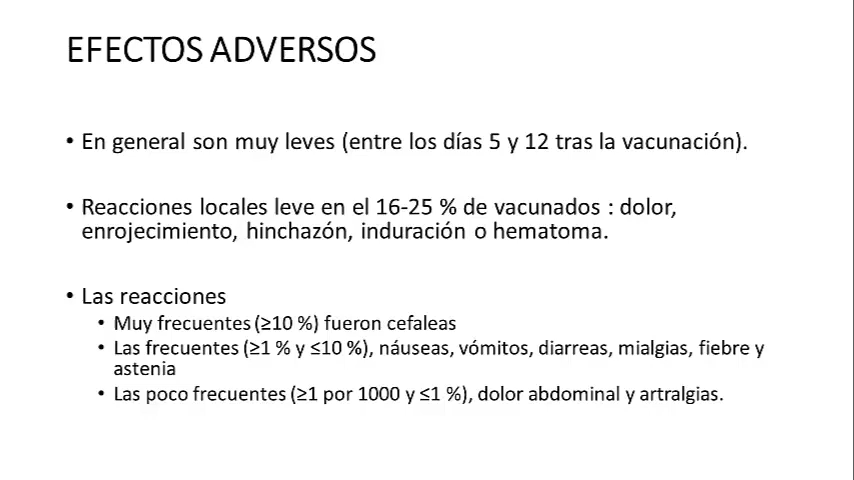 EFECTOS ADVERSOS
• En general son muy leves (entre los días 5 y 12 tras la vacunación).
• Reacciones locales leve en el 16-25 % de vacunados : dolor,
enrojecimiento, hinchazón, induración o hematoma.
• Las reacciones
• Muy frecuentes (≥10 %) fueron cefaleas
• Las frecuentes (≥1 % y ≤10 %), náuseas, vómitos, diarreas, mialgias, fiebre y
astenia
• Las poco frecuentes (≥1 por 1000 y ≤1 %), dolor abdominal y artralgias.